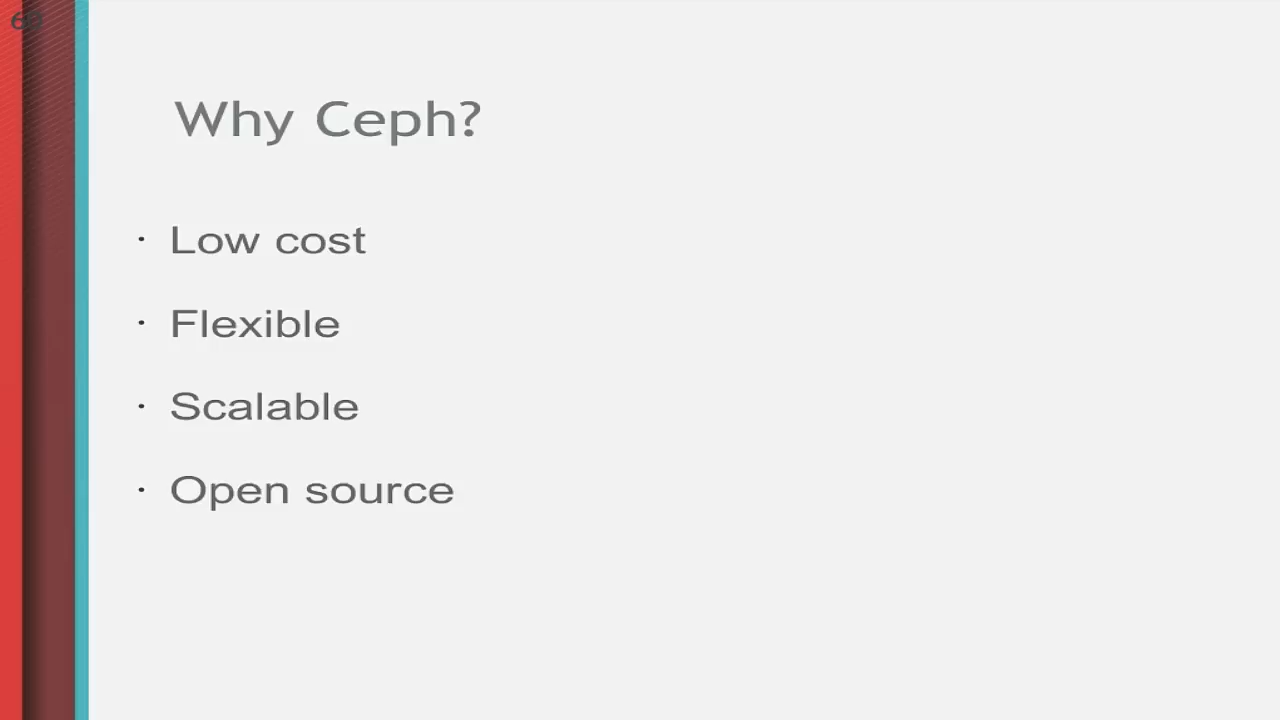 Why Ceph?
· Low cost
· Flexible
· Scalable
· Open source